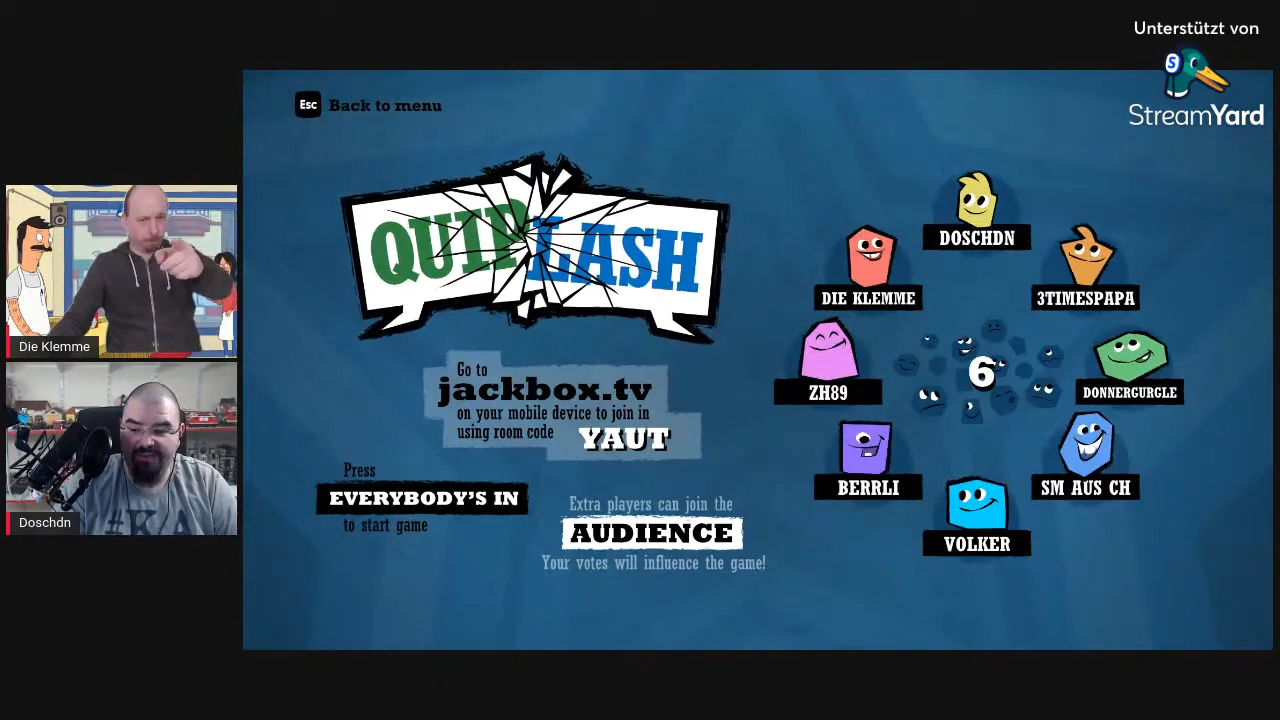 Unterstützt von
StreamYard
Esc Back to menu
QUIPLASH
Go to
jackbox.tv
on your mobile device to join in
using room code YAUT
Press
EVERYBODY'S IN
to start game
Extra players can join the
AUDIENCE
Your votes will influence the game!
DOSCHDN
DIE KLEMME
3TIMESPAPA
ZH89
6
DONNERGURGLE
BERRLI
SM AUS CH
VOLKER
Die Klemme
Doschdn
#KA